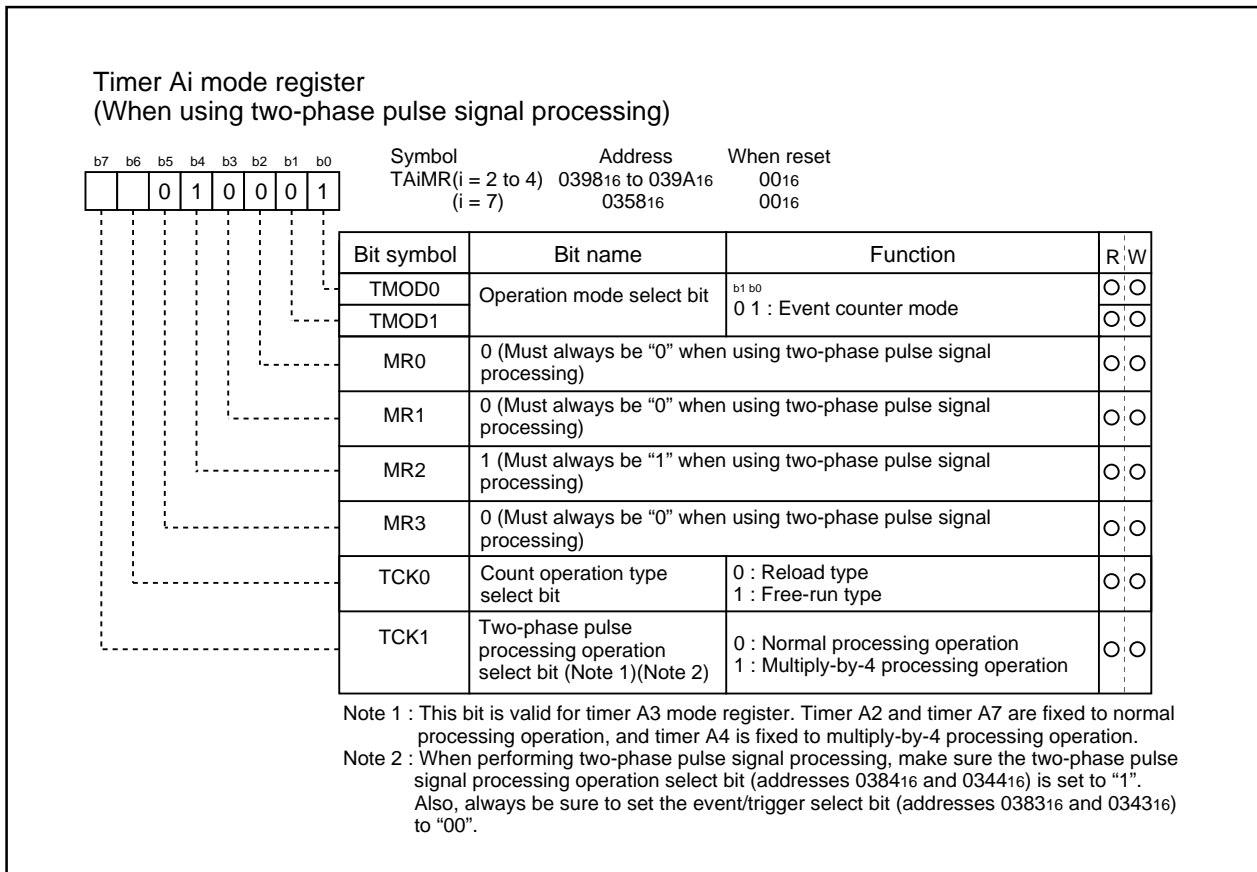 Timer Ai mode register
(When using two-phase pulse signal processing)
b7 b6 b5 b4 b3 b2 b1 b0
0 1 0 0 0 1
Symbol Address When reset
TAiMR(i = 2 to 4) 039816 to 039A16 0016
(i = 7) 035816 0016
Bit symbol Bit name Function R W
TMOD0
TMOD1
Operation mode select bit
b1 b0
0 1 : Event counter mode
MR0
0 (Must always be “0” when using two-phase pulse signal
processing)
MR1
0 (Must always be “0” when using two-phase pulse signal
processing)
MR2
1 (Must always be “1” when using two-phase pulse signal
processing)
MR3
0 (Must always be “0” when using two-phase pulse signal
processing)
TCK0
Count operation type
select bit
0 : Reload type
1 : Free-run type
TCK1
Two-phase pulse
processing operation
select bit (Note 1)(Note 2)
0 : Normal processing operation
1 : Multiply-by-4 processing operation
Note 1 : This bit is valid for timer A3 mode register. Timer A2 and timer A7 are fixed to normal
processing operation, and timer A4 is fixed to multiply-by-4 processing operation.
Note 2 : When performing two-phase pulse signal processing, make sure the two-phase pulse
signal processing operation select bit (addresses 038416 and 034416) is set to “1”.
Also, always be sure to set the event/trigger select bit (addresses 038316 and 034316)
to “00”.